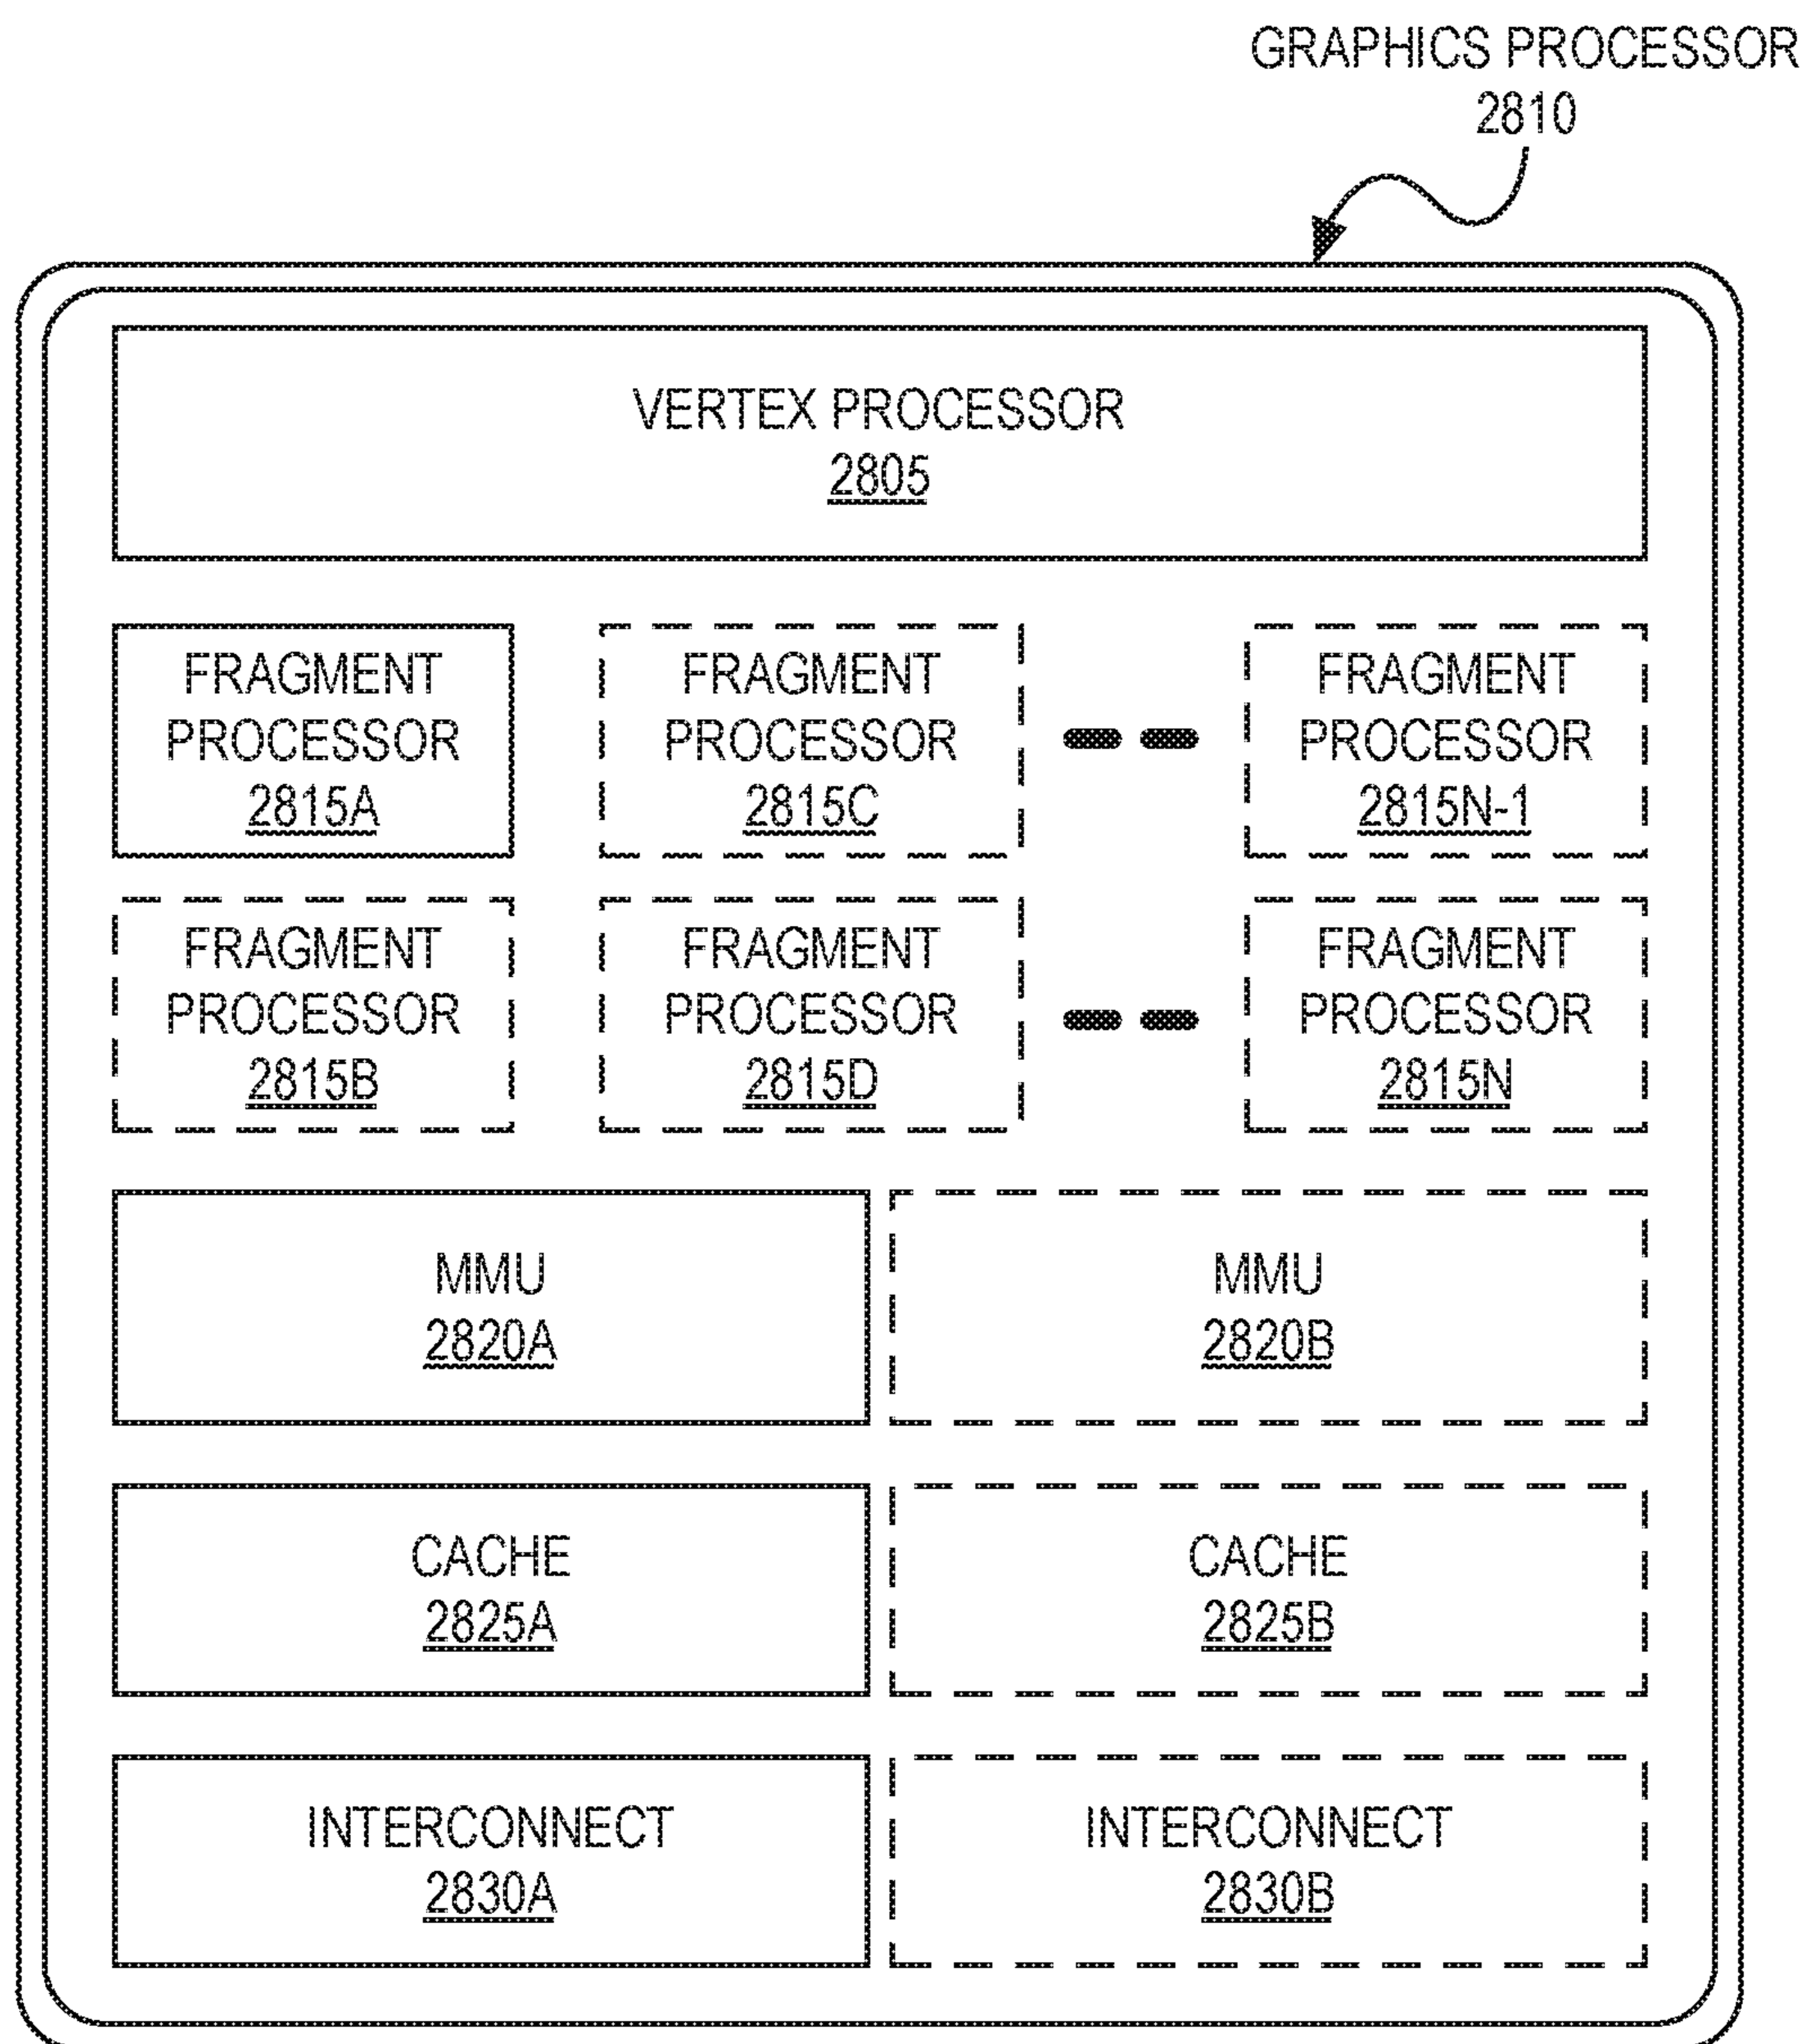 GRAPHICS PROCESSOR
2810
VERTEX PROCESSOR
2805
FRAGMENT
PROCESSOR
2815A
FRAGMENT
PROCESSOR
2815C
FRAGMENT
PROCESSOR
2815N-1
FRAGMENT
PROCESSOR
2815B
FRAGMENT
PROCESSOR
2815D
FRAGMENT
PROCESSOR
2815N
MMU
2820A
MMU
2820B
CACHE
2825A
CACHE
2825B
INTERCONNECT
2830A
INTERCONNECT
2830B